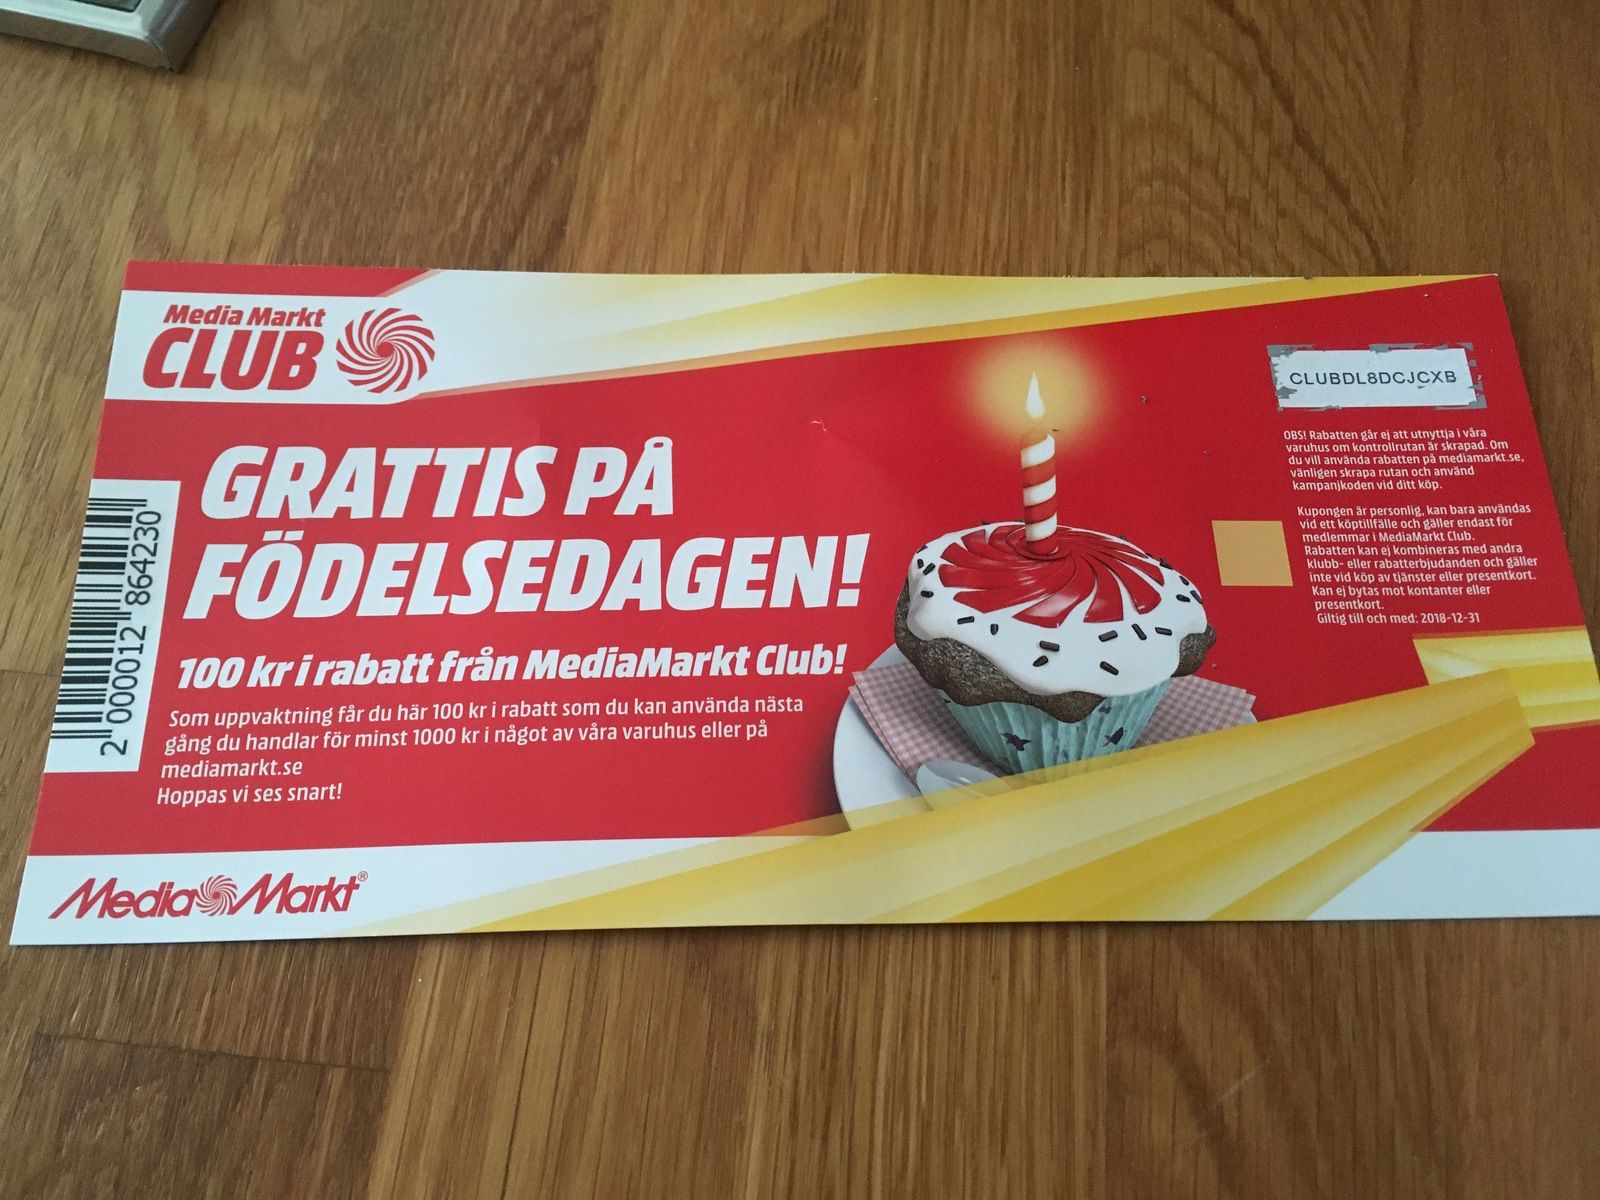 Media Markt
CLUB
GRATTIS PÅ
FÖDELSEDAGEN!
100 kr i rabatt från MediaMarkt Club!
Som uppvaktning får du här 100 kr i rabatt som du kan använda nästa
gång du handlar för minst 1000 kr i något av våra varuhus eller på
mediamarkt.se
Hoppas vi ses snart!
2 000012 864230
Media Markt®
CLUBDL8DCJCXB
OBS! Rabatten går ej att utnyttja i våra
varuhus om kontrollrutan är skrapad. Om
du vill använda rabatten på mediamarkt.se,
vänligen skrapa rutan och använd
kampanjkoden vid ditt köp.
Kupongen är personlig, kan bara användas
vid ett köptillfälle och gäller endast för
medlemmar i MediaMarkt Club.
Rabatten kan ej kombineras med andra
klubb- eller rabatterbjudanden och gäller
inte vid köp av tjänster eller presentkort.
Kan ej bytas mot kontanter eller
presentkort.
Giltig till och med: 2018-12-31